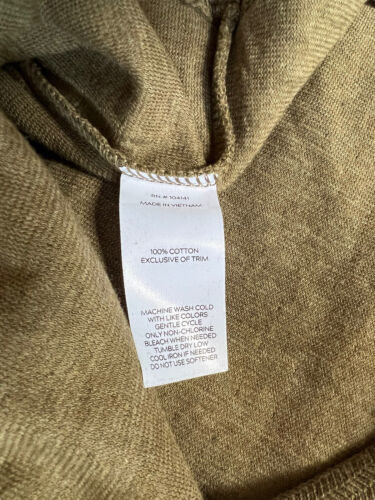 RN # 104141
MADE IN VIETNAM
100% COTTON
EXCLUSIVE OF TRIM
MACHINE WASH COLD
WITH LIKE COLORS
GENTLE CYCLE
ONLY NON-CHLORINE
BLEACH WHEN NEEDED
TUMBLE DRY LOW
COOL IRON IF NEEDED
DO NOT USE SOFTENER